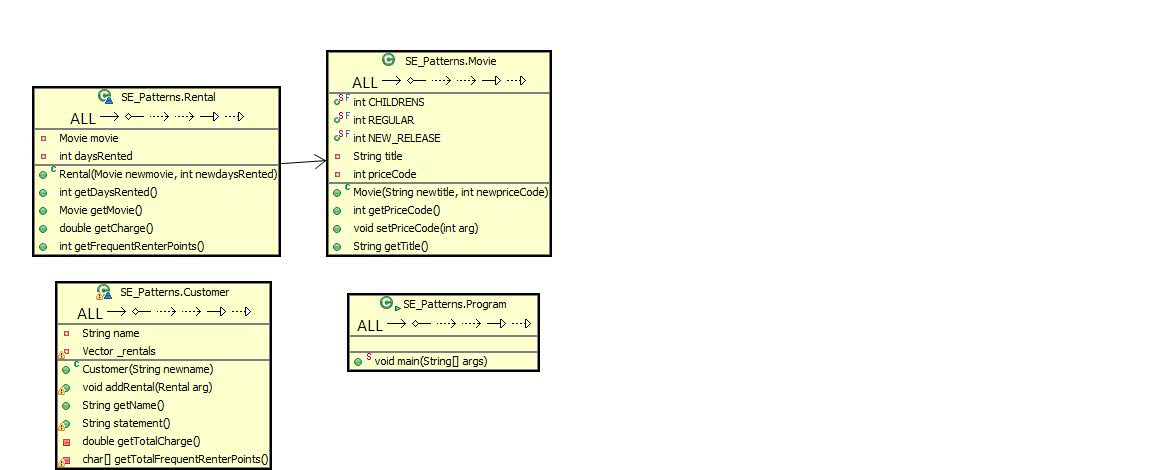 SE_Patterns.Rental
ALL
Movie movie
int daysRented
C Rental(Movie newmovie, int newdaysRented)
int getDaysRented()
Movie getMovie()
double getCharge()
int getFrequentRenterPoints()
SE_Patterns.Movie
ALL
S F int CHILDRENS
S F int REGULAR
S F int NEW_RELEASE
String title
int priceCode
C Movie(String newtitle, int newpriceCode)
int getPriceCode()
void setPriceCode(int arg)
String getTitle()
SE_Patterns.Customer
ALL
String name
Vector _rentals
C Customer(String newname)
void addRental(Rental arg)
String getName()
String statement()
double getTotalCharge()
char[] getTotalFrequentRenterPoints()
SE_Patterns.Program
ALL
S void main(String[] args)